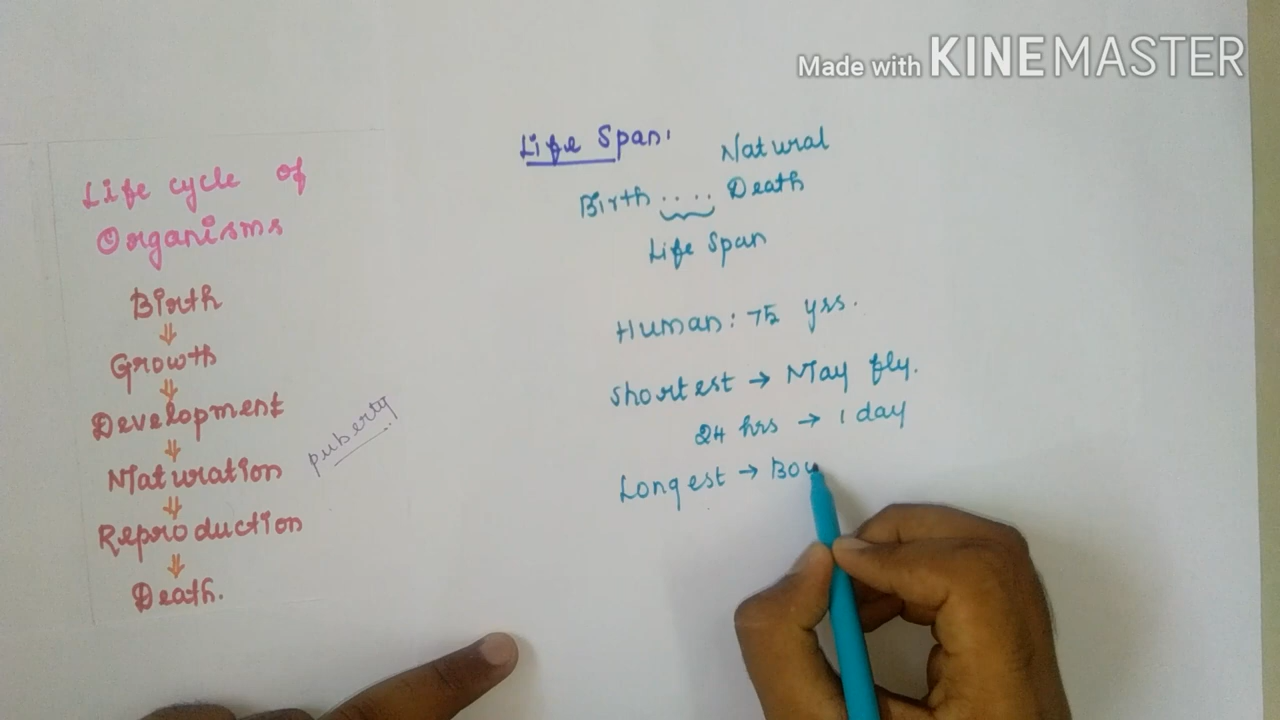 Made with KINEMASTER
Life cycle of
Organisms
Birth
⇓
Growth
⇓
Development
⇓
Maturation
puberty
⇓
Reproduction
⇓
Death.
Life Span:
Natural
Birth .... Death
Life Span
Human: 75 yrs.
Shortest → May fly.
24 hrs → 1 day
Longest →